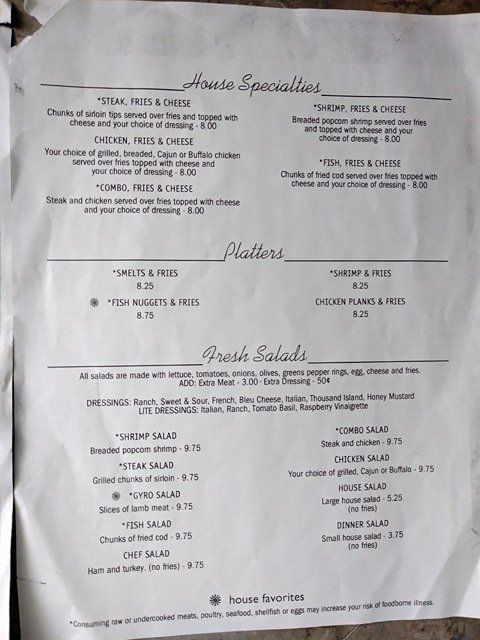 House Specialties
*STEAK, FRIES & CHEESE
Chunks of sirloin tips served over fries and topped with
cheese and your choice of dressing - 8.00
CHICKEN, FRIES & CHEESE
Your choice of grilled, breaded, Cajun or Buffalo chicken
served over fries topped with cheese and
your choice of dressing - 8.00
*COMBO, FRIES & CHEESE
Steak and chicken served over fries topped with cheese
and your choice of dressing - 8.00
*SHRIMP, FRIES & CHEESE
Breaded popcorn shrimp served over fries
and topped with cheese and your
choice of dressing - 8.00
*FISH, FRIES & CHEESE
Chunks of fried cod served over fries topped with
cheese and your choice of dressing - 8.00
Platters
*SMELTS & FRIES
8.25
*FISH NUGGETS & FRIES
8.75
*SHRIMP & FRIES
8.25
CHICKEN PLANKS & FRIES
8.25
Fresh Salads
All salads are made with lettuce, tomatoes, onions, olives, greens pepper rings, egg, cheese and fries.
ADD: Extra Meat - 3.00 · Extra Dressing - 50¢
DRESSINGS: Ranch, Sweet & Sour, French, Bleu Cheese, Italian, Thousand Island, Honey Mustard
LITE DRESSINGS: Italian, Ranch, Tomato Basil, Raspberry Vinaigrette
*SHRIMP SALAD
Breaded popcorn shrimp - 9.75
*STEAK SALAD
Grilled chunks of sirloin - 9.75
*GYRO SALAD
Slices of lamb meat - 9.75
*FISH SALAD
Chunks of fried cod - 9.75
CHEF SALAD
Ham and turkey. (no fries) - 9.75
*COMBO SALAD
Steak and chicken - 9.75
CHICKEN SALAD
Your choice of grilled, Cajun or Buffalo - 9.75
HOUSE SALAD
Large house salad - 5.25
(no fries)
DINNER SALAD
Small house salad - 3.75
(no fries)
house favorites
*Consuming raw or undercooked meats, poultry, seafood, shellfish or eggs may increase your risk of foodborne illness.